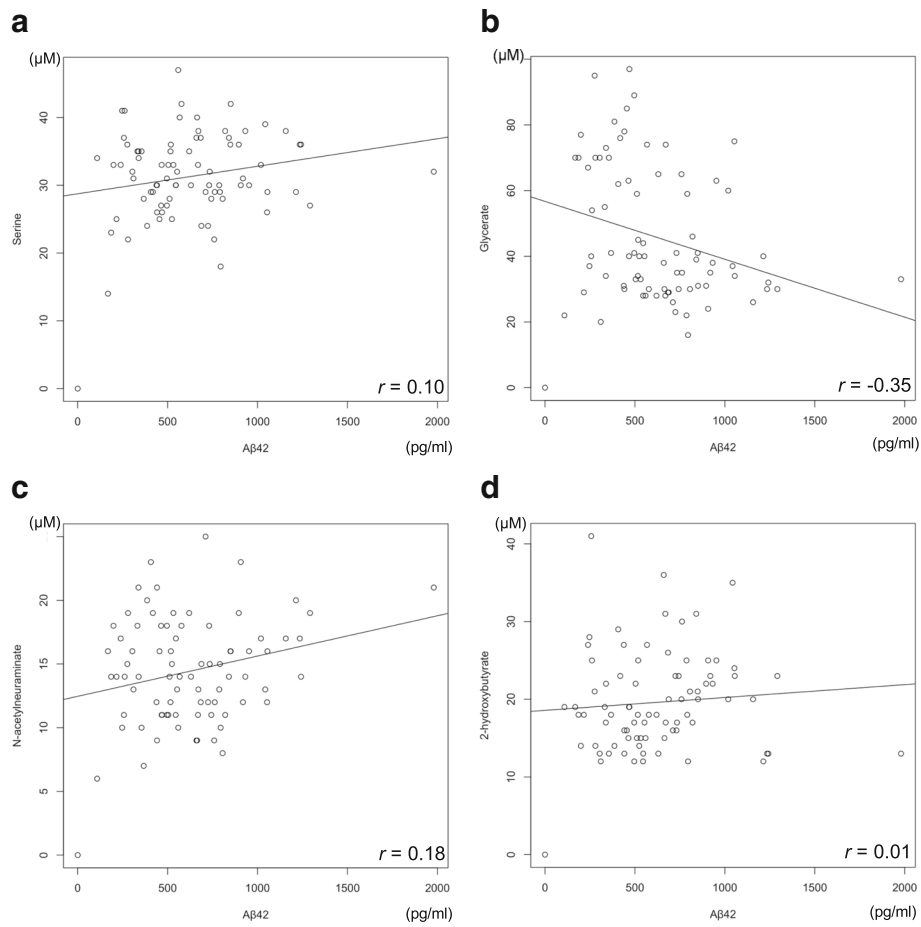 a
(μM)
Serine
0 10 20 30 40
0 500 1000 1500 2000
Aβ42
(pg/ml)
r = 0.10
b
(μM)
Glycerate
0 20 40 60 80
0 500 1000 1500 2000
Aβ42
(pg/ml)
r = -0.35
c
(μM)
N-acetylneuraminate
0 5 10 15 20
0 500 1000 1500 2000
Aβ42
(pg/ml)
r = 0.18
d
(μM)
2-hydroxybutyrate
0 10 20 30 40
0 500 1000 1500 2000
Aβ42
(pg/ml)
r = 0.01